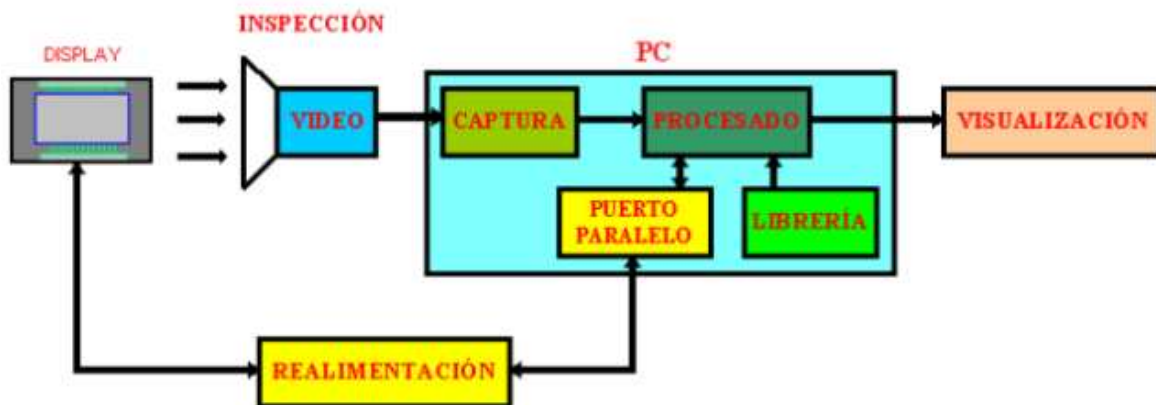 INSPECCIÓN
DISPLAY
PC
VIDEO
CAPTURA
PROCESADO
VISUALIZACIÓN
PUERTO
PARALELO
LIBRERÍA
REALIMENTACIÓN